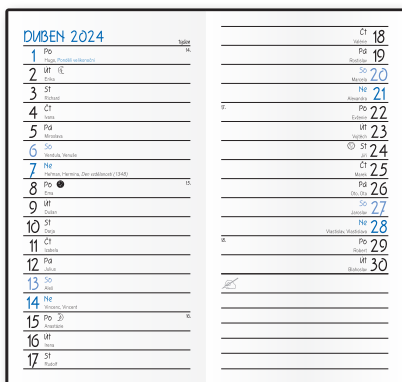 DUBEN 2024
Týden
1 Po 14.
Hugo, Pondělí velikonoční
2 Út
Erika
3 St
Richard
4 Čt
Ivana
5 Pá
Miroslava
6 So
Vendula, Venuše
7 Ne
Heřman, Hermína, Den vzdělanosti (1348)
8 Po 15.
Ema
9 Út
Dušan
10 St
Darja
11 Čt
Izabela
12 Pá
Julius
13 So
Aleš
14 Ne
Vincenc, Vincent
15 Po 16.
Anastázie
16 Út
Irena
17 St
Rudolf
Čt 18
Valérie
Pá 19
Rostislav
So 20
Marcela
Ne 21
Alexandra
17. Po 22
Evženie
Út 23
Vojtěch
St 24
Jiří
Čt 25
Marek
Pá 26
Oto, Ota
So 27
Jaroslav
Ne 28
Vlastislav, Vlastislava
18. Po 29
Robert
Út 30
Blahoslav